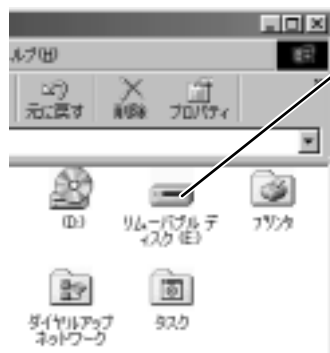 ルプ(H)
元に戻す 削除 プロパティ
(D:) リムーバブル ディスク (E:) プリンタ
ダイヤルアップ ネットワーク タスク